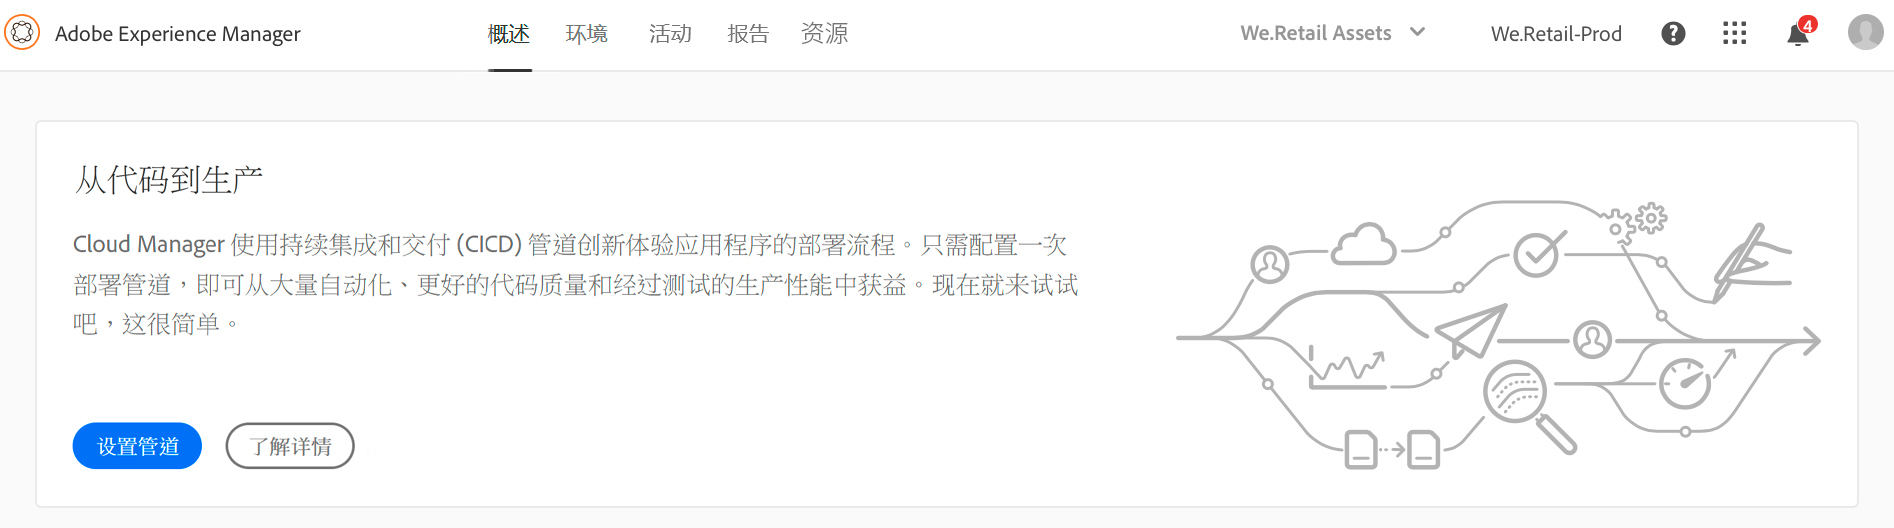 Adobe Experience Manager 概述 环境 活动 报告 资源 We.Retail Assets We.Retail-Prod 4
从代码到生产
Cloud Manager 使用持续集成和交付 (CICD) 管道创新体验应用程序的部署流程。只需配置一次
部署管道，即可从大量自动化、更好的代码质量和经过测试的生产性能中获益。现在就来试试
吧，这很简单。
设置管道 了解详情